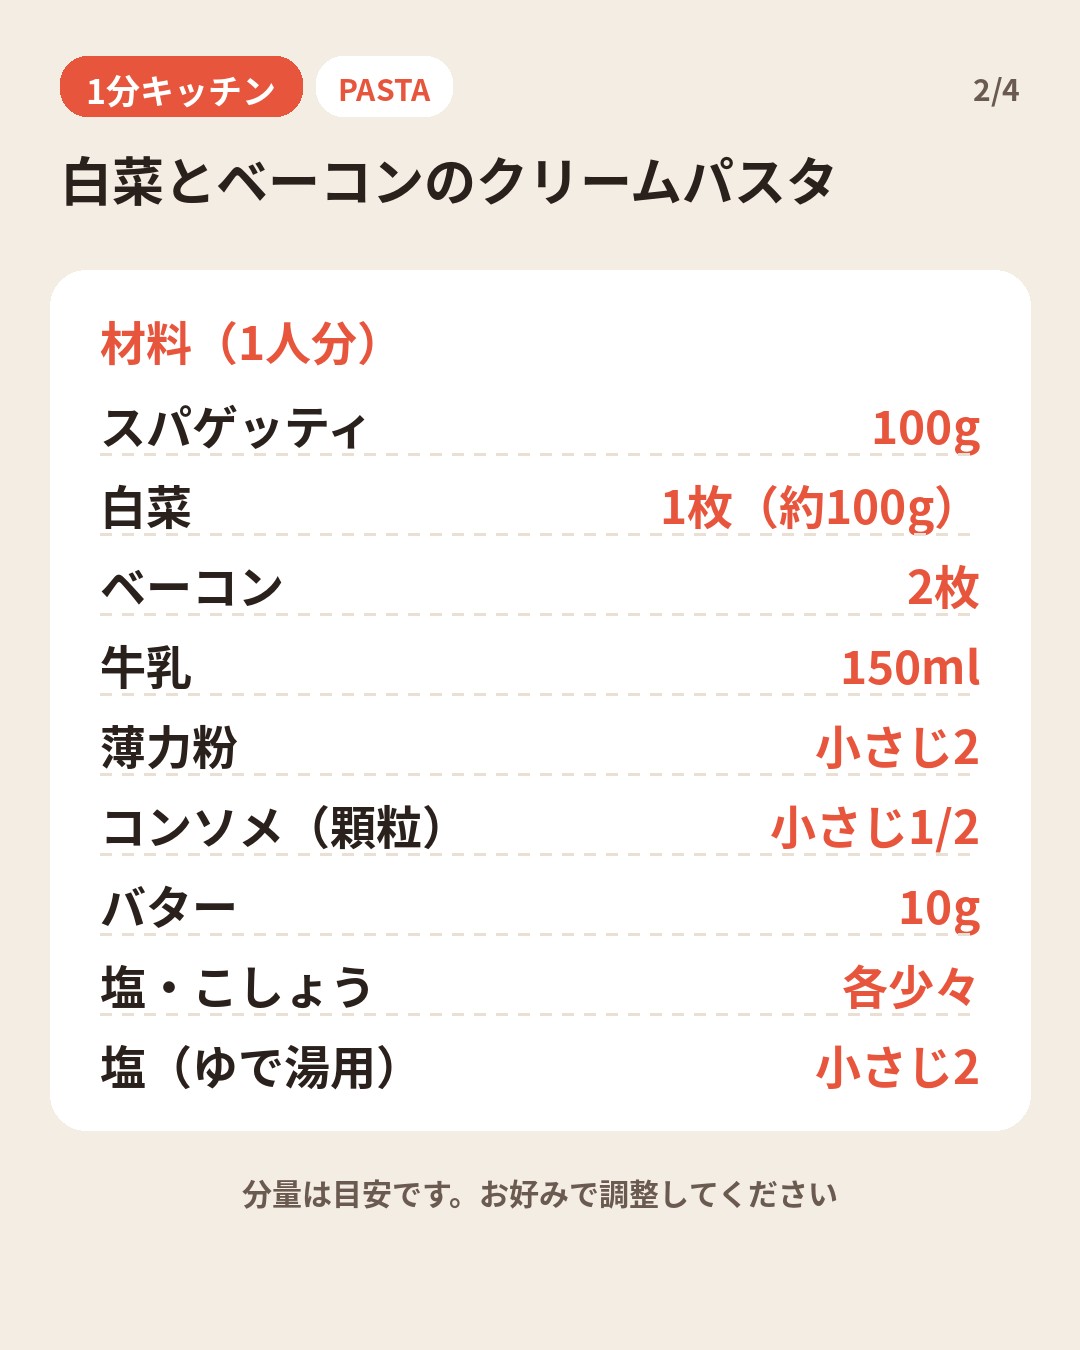 1分キッチン PASTA 2/4
白菜とベーコンのクリームパスタ
材料（1人分）
スパゲッティ 100g
白菜 1枚（約100g）
ベーコン 2枚
牛乳 150ml
薄力粉 小さじ2
コンソメ（顆粒） 小さじ1/2
バター 10g
塩・こしょう 各少々
塩（ゆで湯用） 小さじ2
分量は目安です。お好みで調整してください